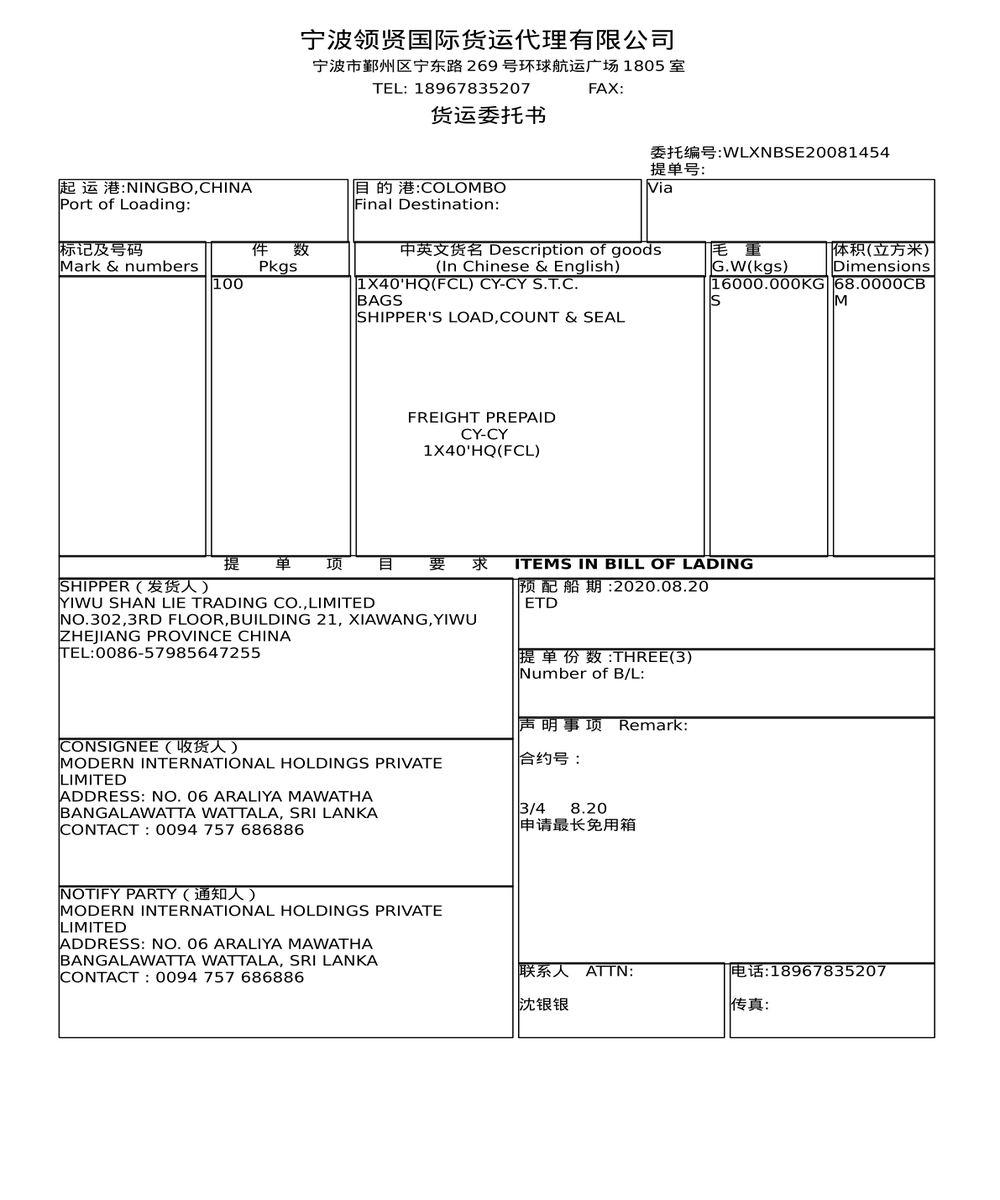 宁波领贤国际货运代理有限公司
宁波市鄞州区宁东路 269 号环球航运广场 1805 室
TEL: 18967835207 FAX:
货运委托书
委托编号:WLXNBSE20081454
提单号:
起 运 港:NINGBO,CHINA
Port of Loading:
目 的 港:COLOMBO
Final Destination:
Via
标记及号码
Mark & numbers
件 数
Pkgs
中英文货名 Description of goods
(In Chinese & English)
毛 重
G.W(kgs)
体积(立方米)
Dimensions
100
1X40'HQ(FCL) CY-CY S.T.C.
BAGS
SHIPPER'S LOAD,COUNT & SEAL
FREIGHT PREPAID
CY-CY
1X40'HQ(FCL)
16000.000KG
S
68.0000CB
M
提 单 项 目 要 求 ITEMS IN BILL OF LADING
SHIPPER ( 发货人 )
YIWU SHAN LIE TRADING CO.,LIMITED
NO.302,3RD FLOOR,BUILDING 21, XIAWANG,YIWU
ZHEJIANG PROVINCE CHINA
TEL:0086-57985647255
CONSIGNEE ( 收货人 )
MODERN INTERNATIONAL HOLDINGS PRIVATE
LIMITED
ADDRESS: NO. 06 ARALIYA MAWATHA
BANGALAWATTA WATTALA, SRI LANKA
CONTACT : 0094 757 686886
NOTIFY PARTY ( 通知人 )
MODERN INTERNATIONAL HOLDINGS PRIVATE
LIMITED
ADDRESS: NO. 06 ARALIYA MAWATHA
BANGALAWATTA WATTALA, SRI LANKA
CONTACT : 0094 757 686886
预 配 船 期 :2020.08.20
ETD
提 单 份 数 :THREE(3)
Number of B/L:
声 明 事 项 Remark:
合约号 :
3/4 8.20
申请最长免用箱
联系人 ATTN:
沈银银
电话:18967835207
传真: